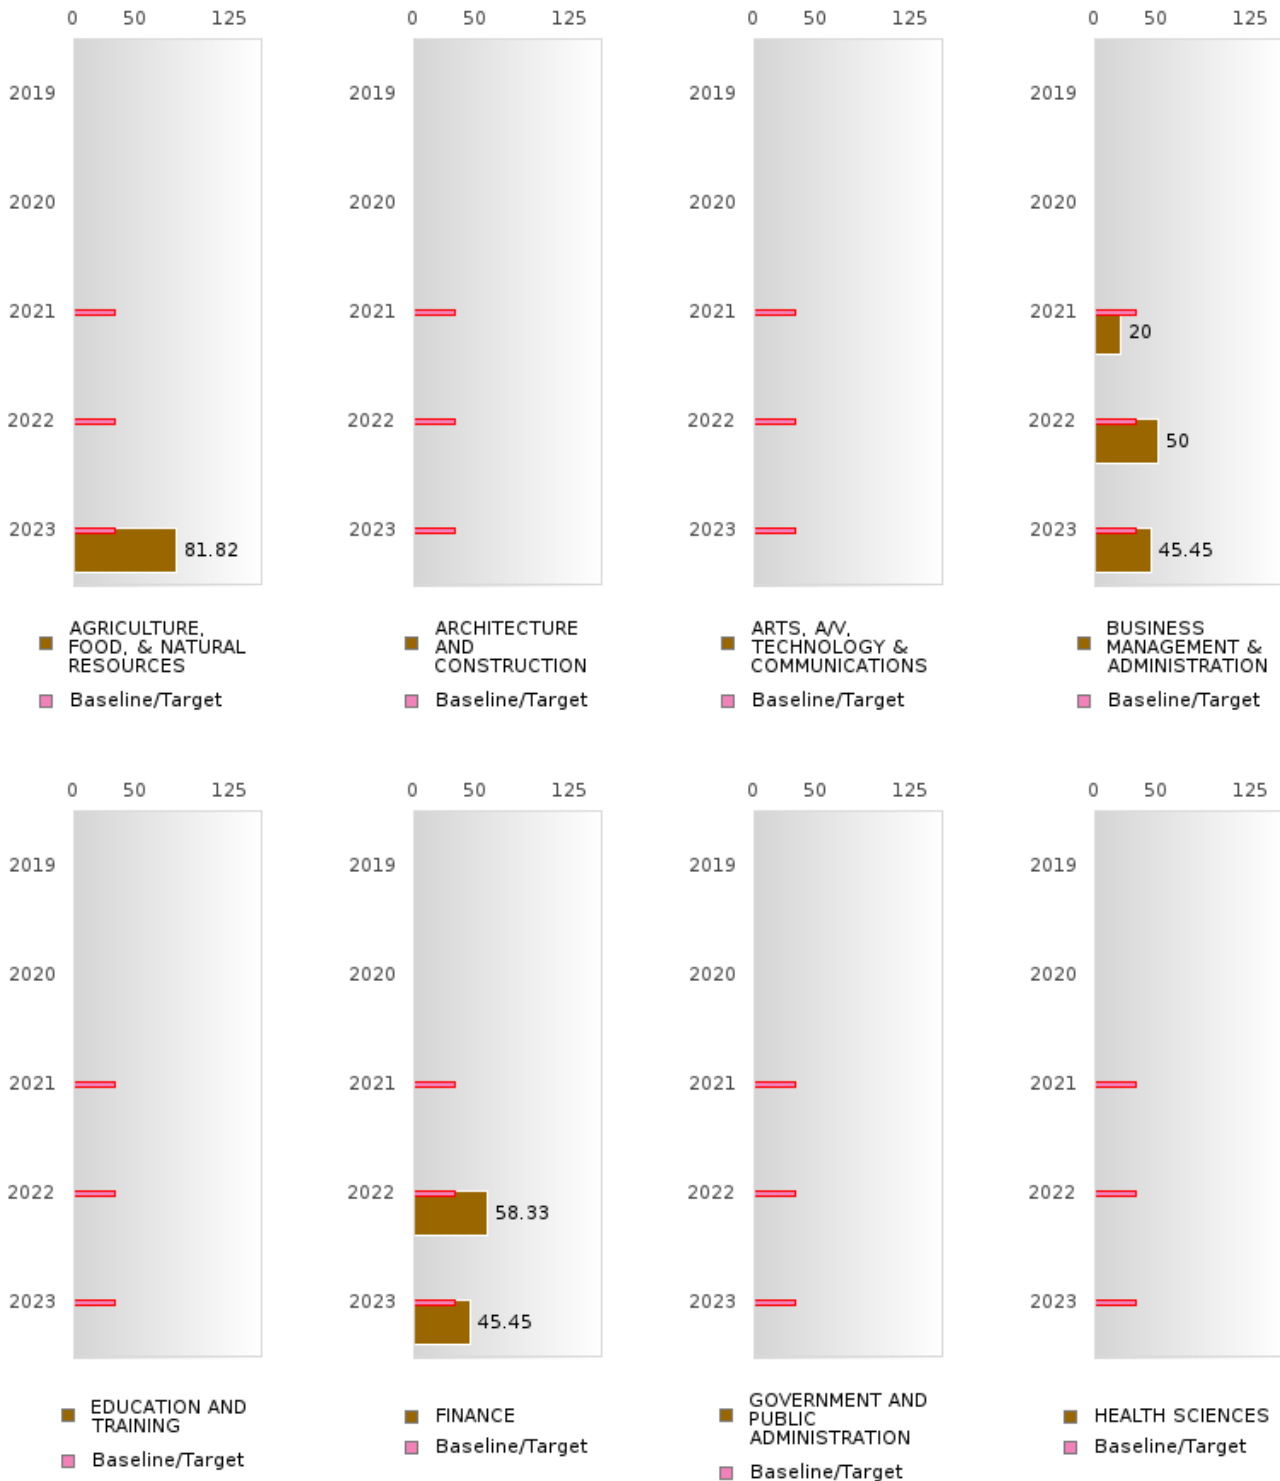 0 50 125 0 50 125 0 50 125 0 50 125
2019 2019 2019 2019
2020 2020 2020 2020
2021 2021 2021 2021
20
2022 2022 2022 2022
50
2023 2023 2023 2023
81.82 45.45
AGRICULTURE, FOOD, & NATURAL RESOURCES
Baseline/Target
ARCHITECTURE AND CONSTRUCTION
Baseline/Target
ARTS, A/V, TECHNOLOGY & COMMUNICATIONS
Baseline/Target
BUSINESS MANAGEMENT & ADMINISTRATION
Baseline/Target
0 50 125 0 50 125 0 50 125 0 50 125
2019 2019 2019 2019
2020 2020 2020 2020
2021 2021 2021 2021
2022 2022 2022 2022
58.33
2023 2023 2023 2023
45.45
EDUCATION AND TRAINING
Baseline/Target
FINANCE
Baseline/Target
GOVERNMENT AND PUBLIC ADMINISTRATION
Baseline/Target
HEALTH SCIENCES
Baseline/Target